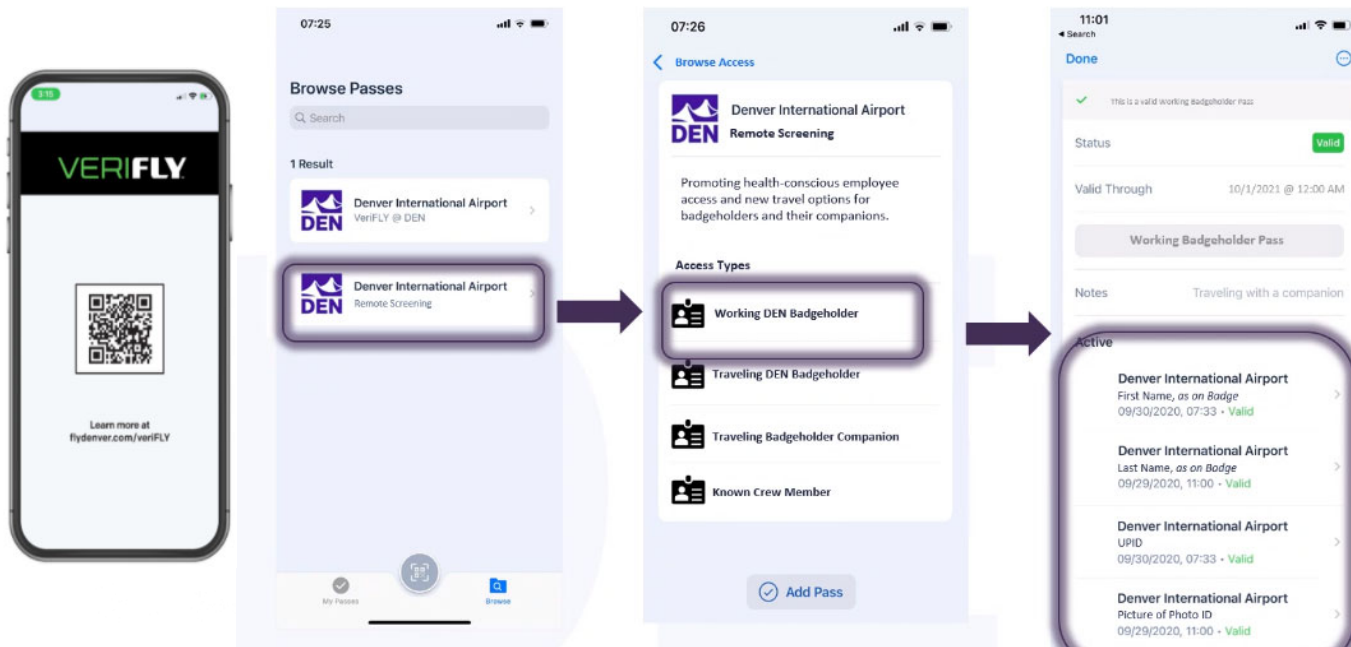 3:15
VERIFLY
Learn more at
flydenver.com/veriFLY
07:25
Browse Passes
Search
1 Result
DEN
Denver International Airport
VeriFLY @ DEN
DEN
Denver International Airport
Remote Screening
My Passes
Browse
07:26
Browse Access
DEN
Denver International Airport
Remote Screening
Promoting health-conscious employee
access and new travel options for
badgeholders and their companions.
Access Types
Working DEN Badgeholder
Traveling DEN Badgeholder
Traveling Badgeholder Companion
Known Crew Member
Add Pass
11:01
Search
Done
This is a valid Working Badgeholder Pass
Status
Valid
Valid Through
10/1/2021 @ 12:00 AM
Working Badgeholder Pass
Notes
Traveling with a companion
Active
Denver International Airport
First Name, as on Badge
09/30/2020, 07:33 • Valid
Denver International Airport
Last Name, as on Badge
09/29/2020, 11:00 • Valid
Denver International Airport
UPID
09/30/2020, 07:33 • Valid
Denver International Airport
Picture of Photo ID
09/29/2020, 11:00 • Valid